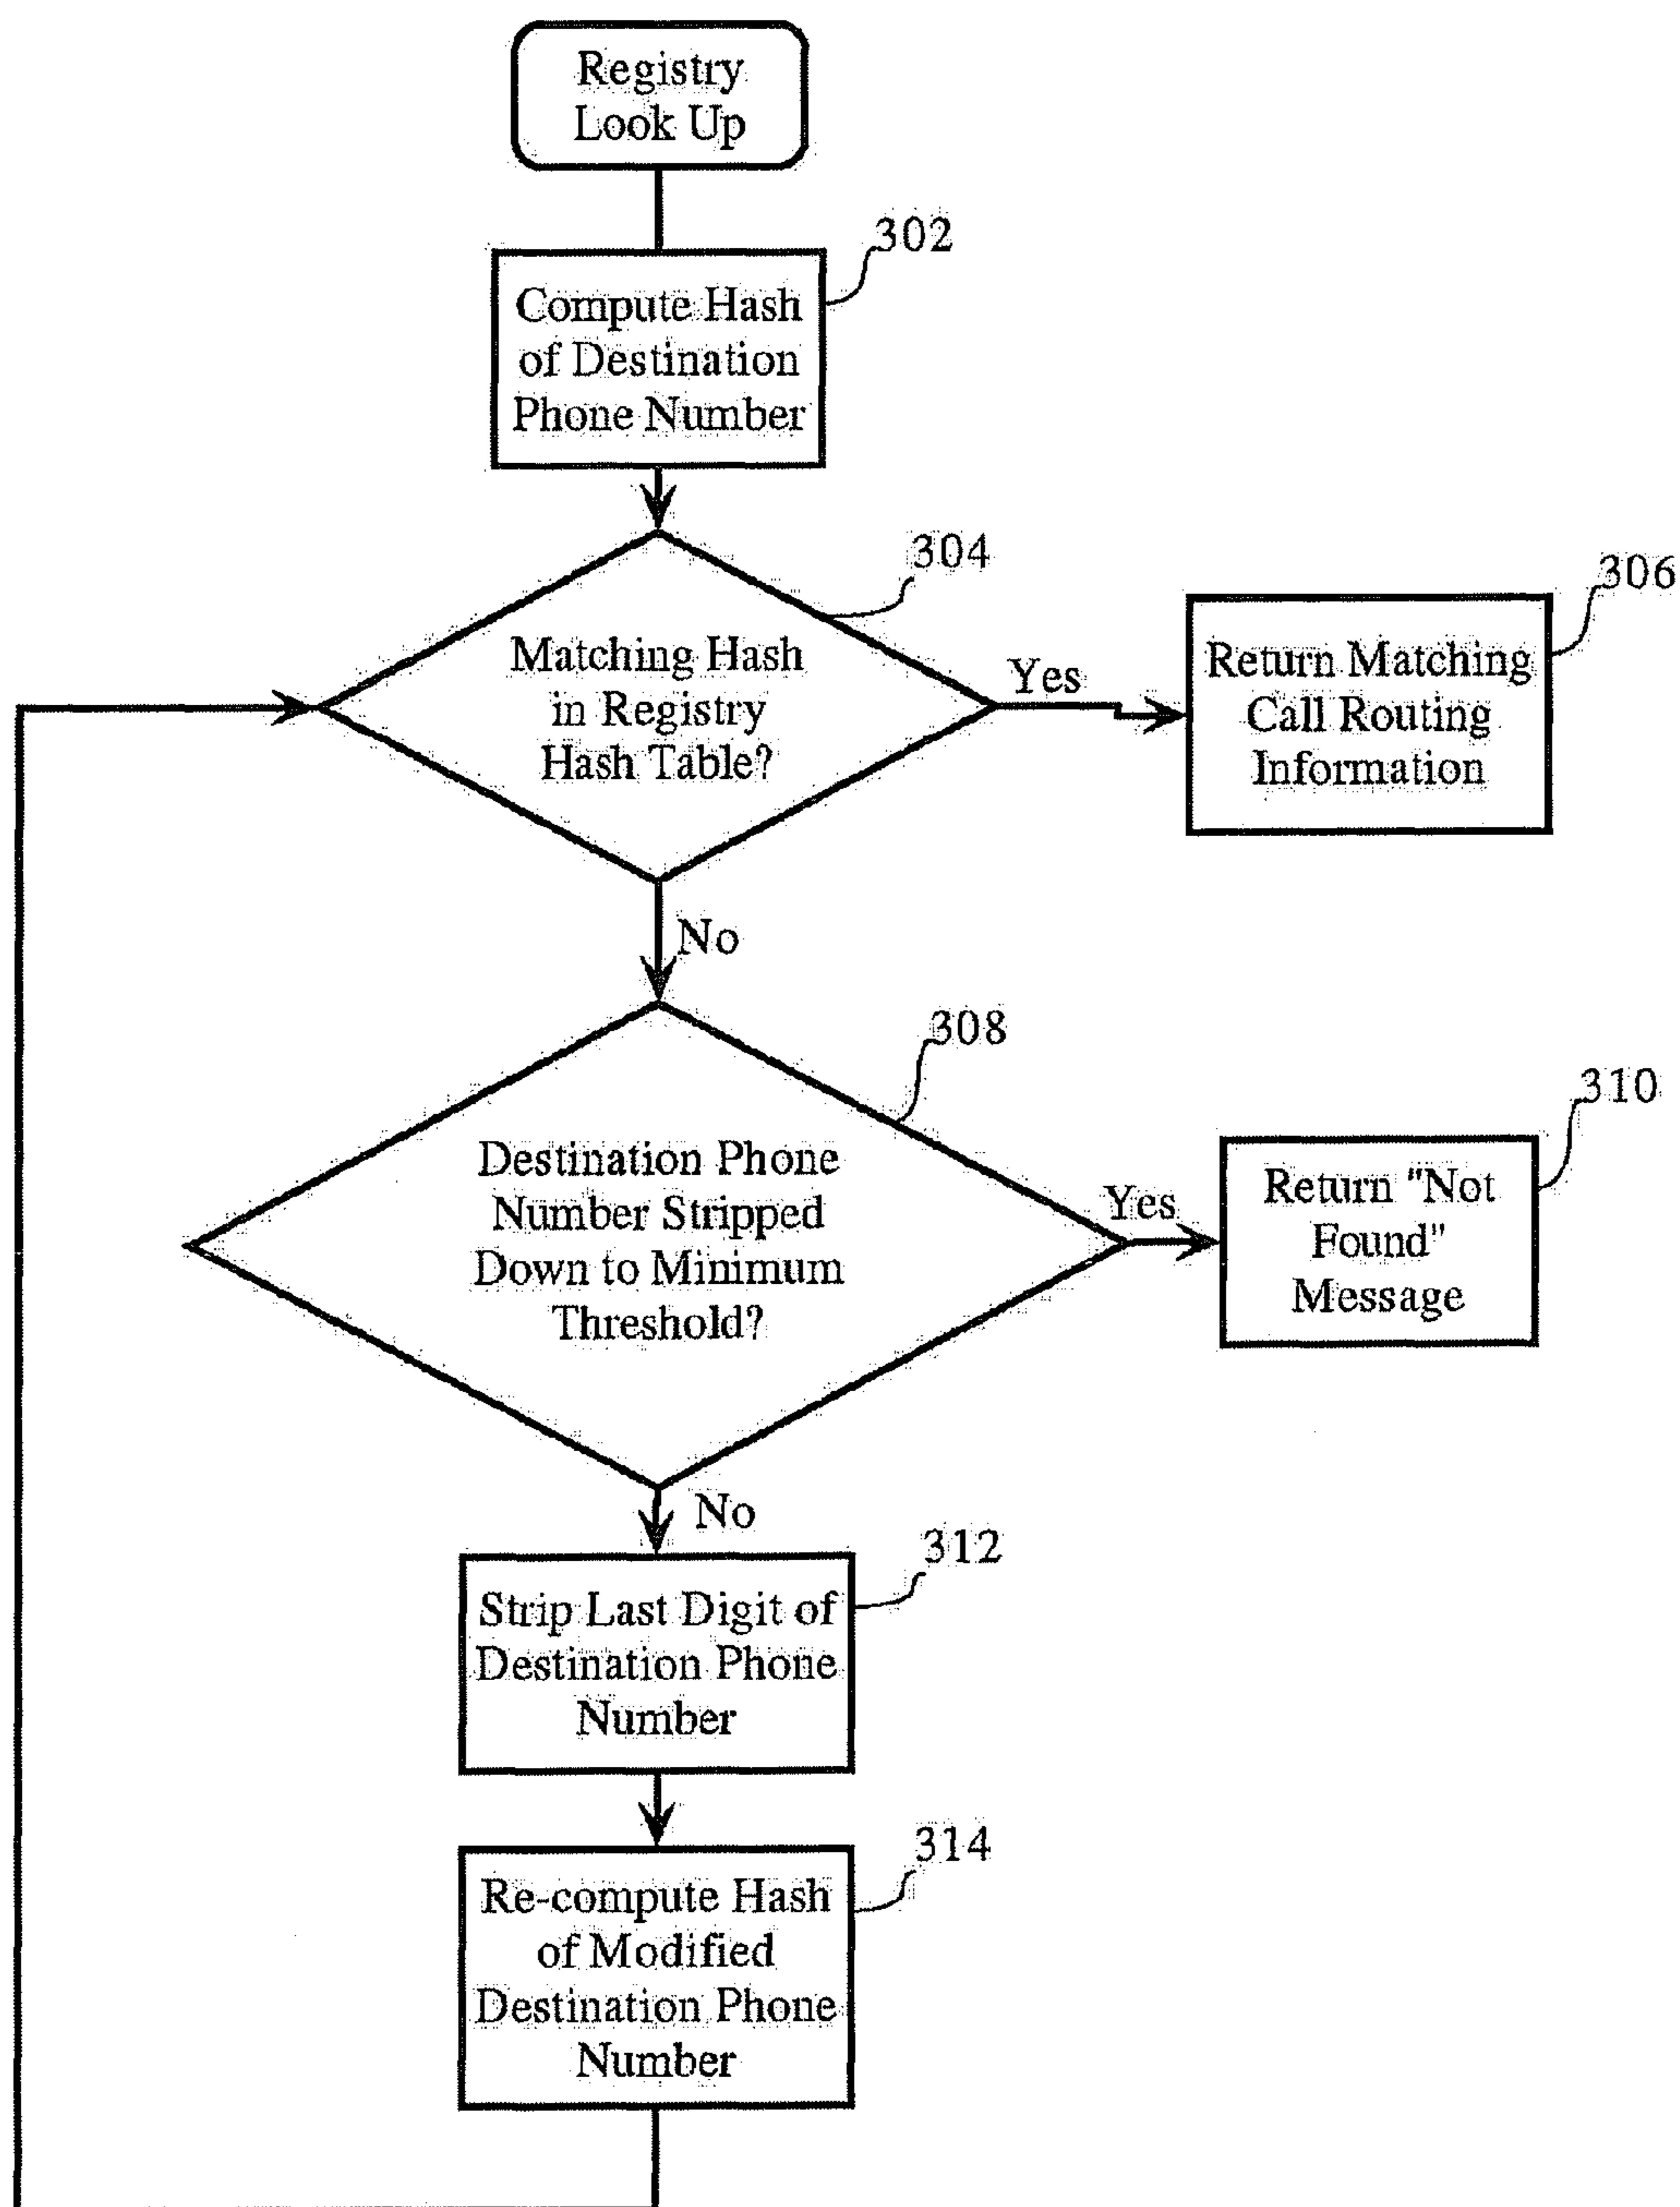 Registry
Look Up
302
Compute Hash
of Destination
Phone Number
304
Matching Hash
in Registry
Hash Table?
Yes
306
Return Matching
Call Routing
Information
No
308
Destination Phone
Number Stripped
Down to Minimum
Threshold?
Yes
310
Return "Not
Found"
Message
No
312
Strip Last Digit of
Destination Phone
Number
314
Re-compute Hash
of Modified
Destination Phone
Number